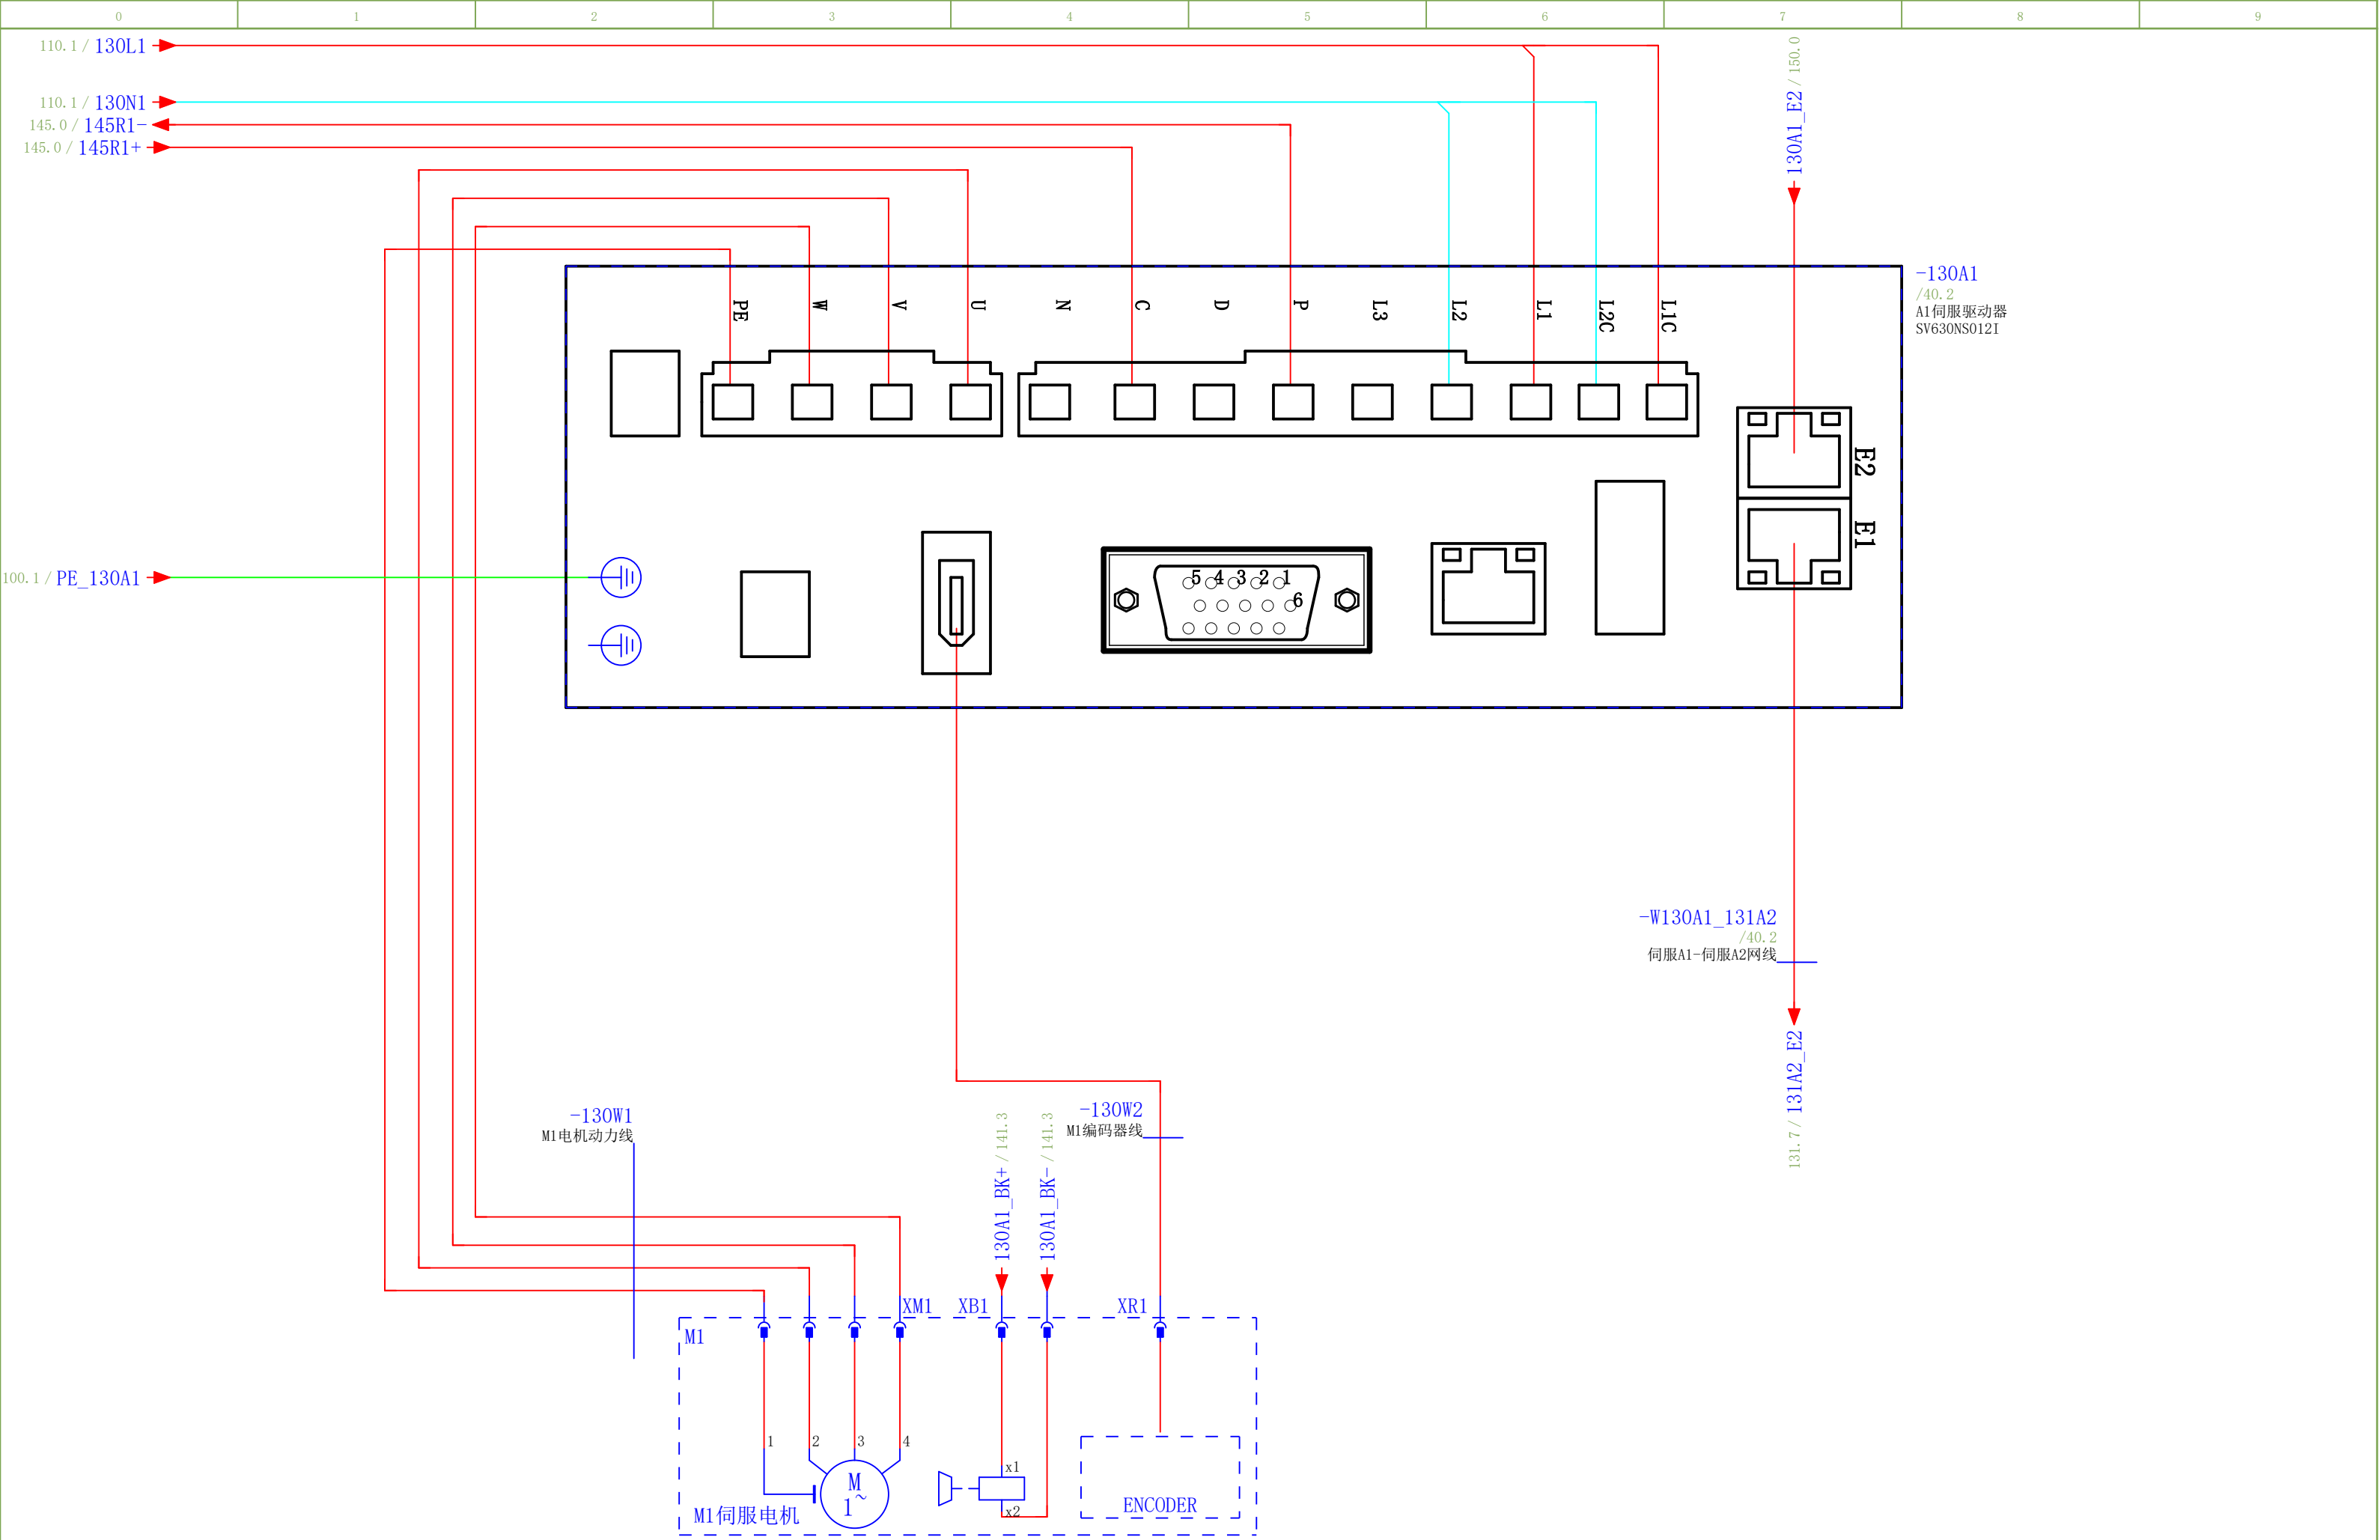 0 1 2 3 4 5 6 7 8 9
110.1 / 130L1
110.1 / 130N1
145.0 / 145R1-
145.0 / 145R1+
130A1_E2 / 150.0
-130A1
/40.2
A1伺服驱动器
SV630NS012I
PE W V U N C D P L3 L2 L1 L2C L1C
E2
E1
100.1 / PE_130A1
5 4 3 2 1
6
-W130A1_131A2
/40.2
伺服A1-伺服A2网线
131.7 / 131A2_E2
-130W1
M1电机动力线
130A1_BK+ / 141.3
130A1_BK- / 141.3
-130W2
M1编码器线
XM1 XB1 XR1
M1
1 2 3 4
x1
x2
M
1~
M1伺服电机
ENCODER